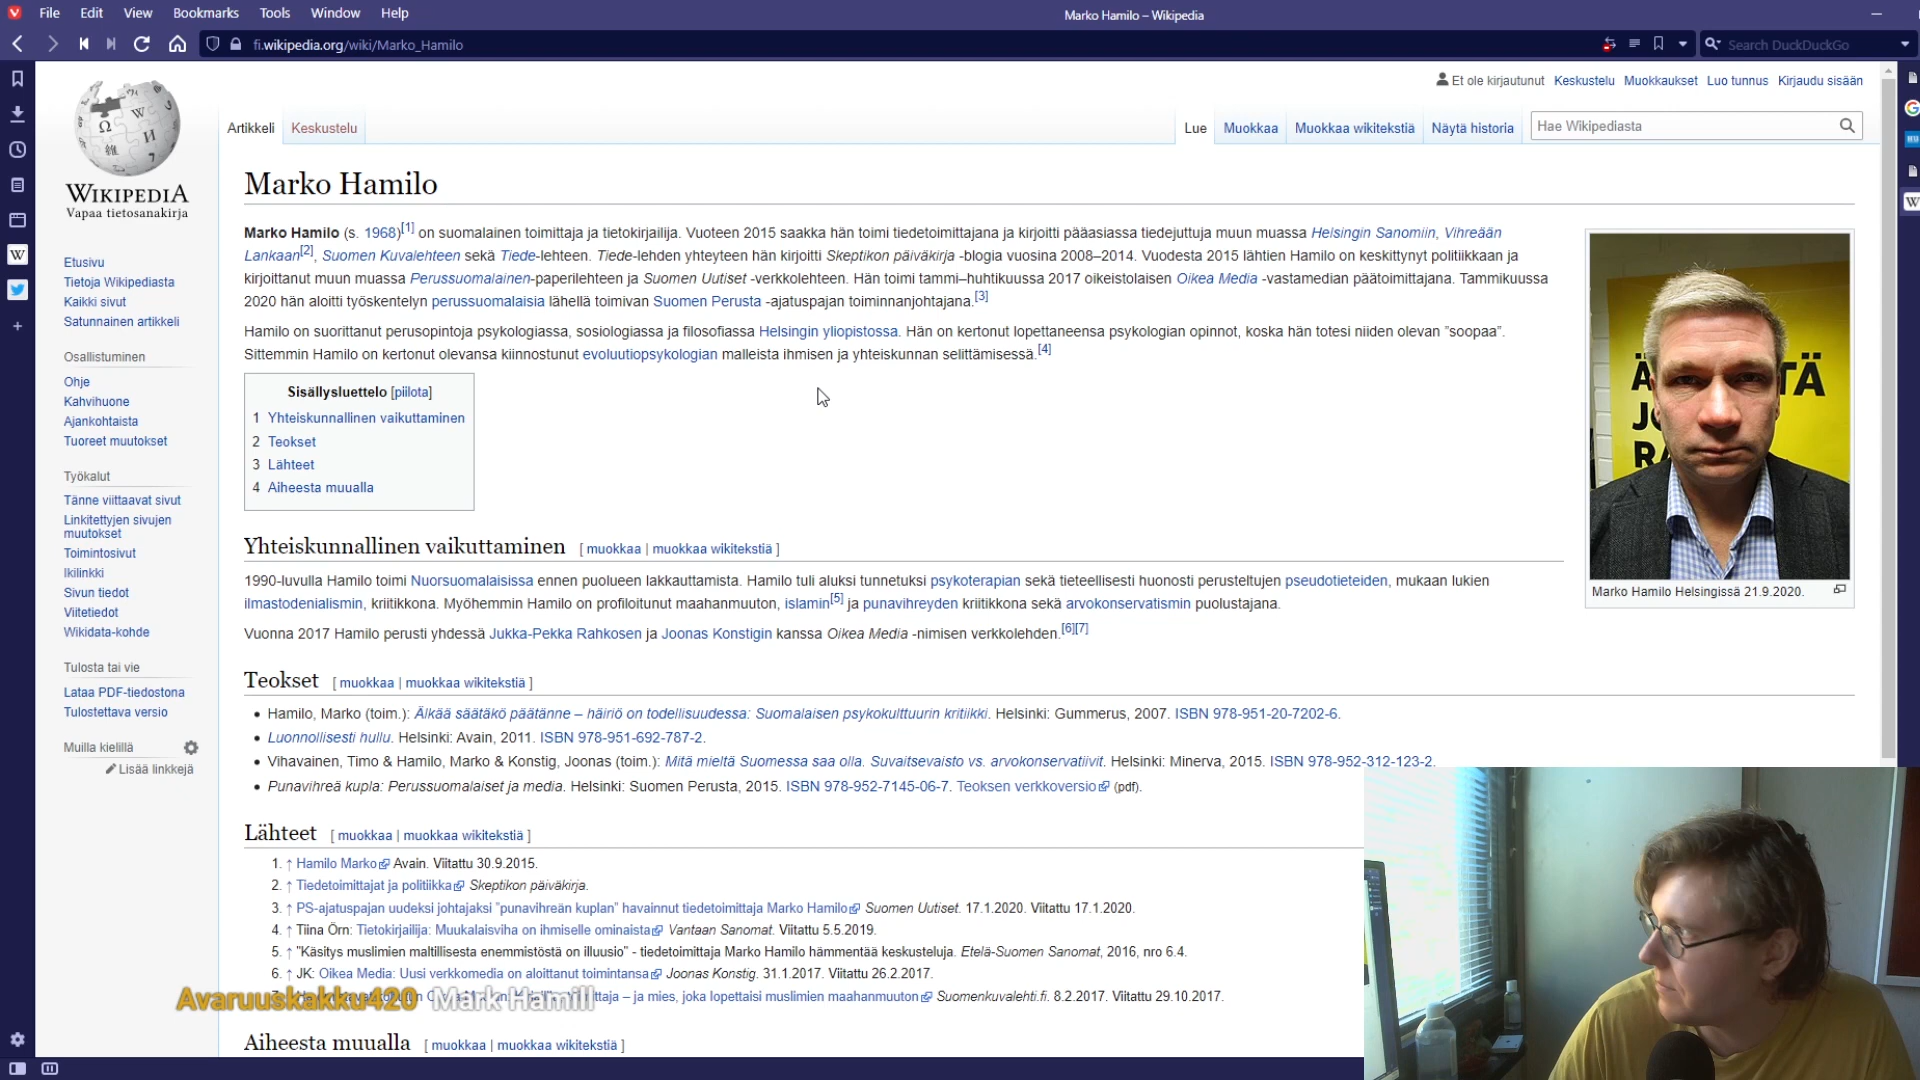 File Edit View Bookmarks Tools Window Help
Marko Hamilo – Wikipedia
fi.wikipedia.org/wiki/Marko_Hamilo
Search DuckDuckGo
Et ole kirjautunut Keskustelu Muokkaukset Luo tunnus Kirjaudu sisään
Artikkeli Keskustelu
Lue Muokkaa Muokkaa wikitekstiä Näytä historia
Hae Wikipediasta
WIKIPEDIA
Vapaa tietosanakirja
Etusivu
Tietoja Wikipediasta
Kaikki sivut
Satunnainen artikkeli
Osallistuminen
Ohje
Kahvihuone
Ajankohtaista
Tuoreet muutokset
Työkalut
Tänne viittaavat sivut
Linkitettyjen sivujen
muutokset
Toimintosivut
Ikilinkki
Sivun tiedot
Viitetiedot
Wikidata-kohde
Tulosta tai vie
Lataa PDF-tiedostona
Tulostettava versio
Muilla kielillä
Lisää linkkejä
Marko Hamilo
Marko Hamilo (s. 1968)[1] on suomalainen toimittaja ja tietokirjailija. Vuoteen 2015 saakka hän toimi tiedetoimittajana ja kirjoitti pääasiassa tiedejuttuja muun muassa Helsingin Sanomiin, Vihreään
Lankaan[2], Suomen Kuvalehteen sekä Tiede-lehteen. Tiede-lehden yhteyteen hän kirjoitti Skeptikon päiväkirja -blogia vuosina 2008–2014. Vuodesta 2015 lähtien Hamilo on keskittynyt politiikkaan ja
kirjoittanut muun muassa Perussuomalainen-paperilehteen ja Suomen Uutiset -verkkolehteen. Hän toimi tammi–huhtikuussa 2017 oikeistolaisen Oikea Media -vastamedian päätoimittajana. Tammikuussa
2020 hän aloitti työskentelyn perussuomalaisia lähellä toimivan Suomen Perusta -ajatuspajan toiminnanjohtajana.[3]
Hamilo on suorittanut perusopintoja psykologiassa, sosiologiassa ja filosofiassa Helsingin yliopistossa. Hän on kertonut lopettaneensa psykologian opinnot, koska hän totesi niiden olevan ”soopaa”.
Sittemmin Hamilo on kertonut olevansa kiinnostunut evoluutiopsykologian malleista ihmisen ja yhteiskunnan selittämisessä.[4]
Sisällysluettelo [piilota]
1 Yhteiskunnallinen vaikuttaminen
2 Teokset
3 Lähteet
4 Aiheesta muualla
Marko Hamilo Helsingissä 21.9.2020.
Yhteiskunnallinen vaikuttaminen [ muokkaa | muokkaa wikitekstiä ]
1990-luvulla Hamilo toimi Nuorsuomalaisissa ennen puolueen lakkauttamista. Hamilo tuli aluksi tunnetuksi psykoterapian sekä tieteellisesti huonosti perusteltujen pseudotieteiden, mukaan lukien
ilmastodenialismin, kriitikkona. Myöhemmin Hamilo on profiloitunut maahanmuuton, islamin[5] ja punavihreyden kriitikkona sekä arvokonservatismin puolustajana.
Vuonna 2017 Hamilo perusti yhdessä Jukka-Pekka Rahkosen ja Joonas Konstigin kanssa Oikea Media -nimisen verkkolehden.[6][7]
Teokset [ muokkaa | muokkaa wikitekstiä ]
Hamilo, Marko (toim.): Älkää säätäkö päätänne – häiriö on todellisuudessa: Suomalaisen psykokulttuurin kritiikki. Helsinki: Gummerus, 2007. ISBN 978-951-20-7202-6.
Luonnollisesti hullu. Helsinki: Avain, 2011. ISBN 978-951-692-787-2.
Vihavainen, Timo & Hamilo, Marko & Konstig, Joonas (toim.): Mitä mieltä Suomessa saa olla. Suvaitsevaisto vs. arvokonservatiivit. Helsinki: Minerva, 2015. ISBN 978-952-312-123-2.
Punavihreä kupla: Perussuomalaiset ja media. Helsinki: Suomen Perusta, 2015. ISBN 978-952-7145-06-7. Teoksen verkkoversio (pdf).
Lähteet [ muokkaa | muokkaa wikitekstiä ]
1. ↑ Hamilo Marko Avain. Viitattu 30.9.2015.
2. ↑ Tiedetoimittajat ja politiikka Skeptikon päiväkirja.
3. ↑ PS-ajatuspajan uudeksi johtajaksi ”punavihreän kuplan” havainnut tiedetoimittaja Marko Hamilo Suomen Uutiset. 17.1.2020. Viitattu 17.1.2020.
4. ↑ Tiina Örn: Tietokirjailija: Muukalaisviha on ihmiselle ominaista Vantaan Sanomat. Viitattu 5.5.2019.
5. ↑ "Käsitys muslimien maltillisesta enemmistöstä on illuusio" - tiedetoimittaja Marko Hamilo hämmentää keskusteluja. Etelä-Suomen Sanomat, 2016, nro 6.4.
6. ↑ JK: Oikea Media: Uusi verkkomedia on aloittanut toimintansa Joonas Konstig. 31.1.2017. Viitattu 26.2.2017.
– ja mies, joka lopettaisi muslimien maahanmuuton Suomenkuvalehti.fi. 8.2.2017. Viitattu 29.10.2017.
Avaruuskakku420 Mark Hamill
Aiheesta muualla [ muokkaa | muokkaa wikitekstiä ]